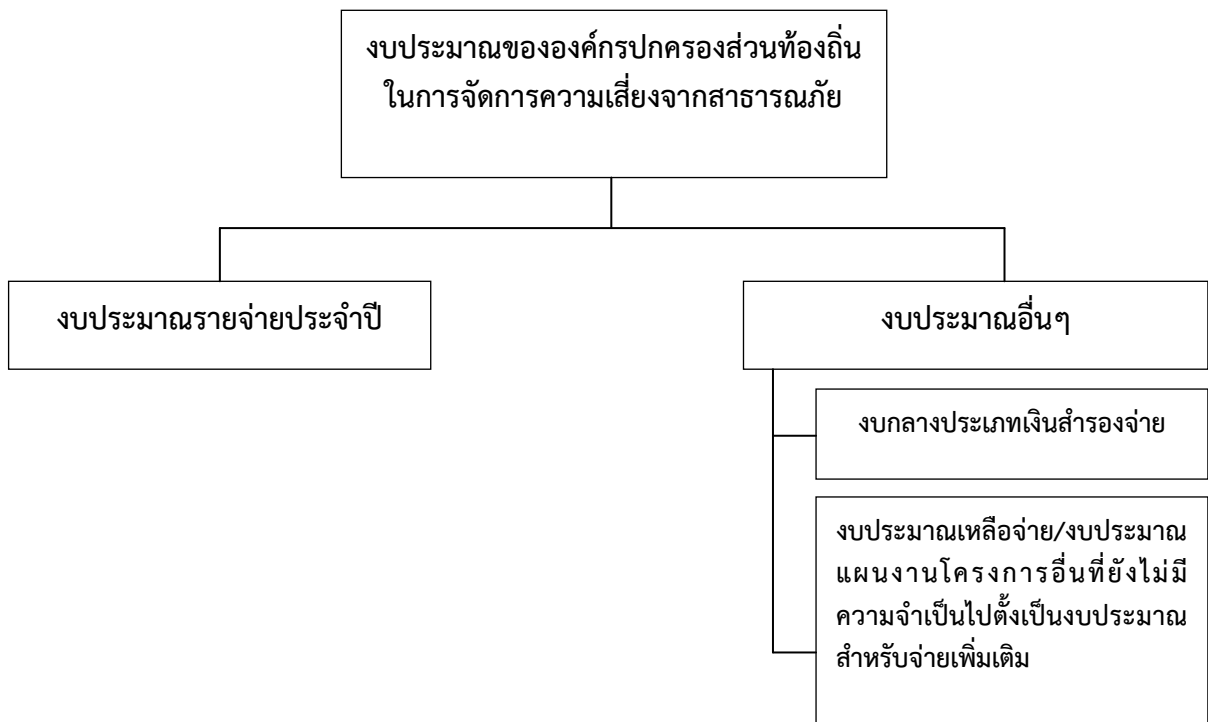 งบประมาณขององค์กรปกครองส่วนท้องถิ่น
ในการจัดการความเสี่ยงจากสาธารณภัย
งบประมาณรายจ่ายประจำปี
งบประมาณอื่นๆ
งบกลางประเภทเงินสำรองจ่าย
งบประมาณเหลือจ่าย/งบประมาณ
แผนงานโครงการอื่นที่ยังไม่มี
ความจำเป็นไปตั้งเป็นงบประมาณ
สำหรับจ่ายเพิ่มเติม